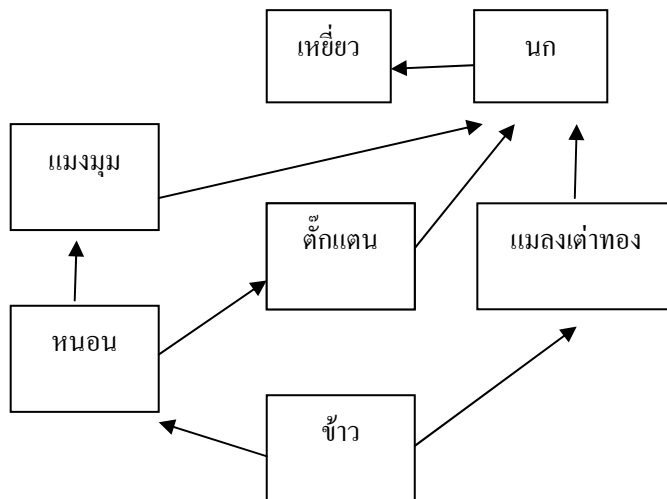 เหยี่ยว
นก
แมงมุม
ตั๊กแตน
แมลงเต่าทอง
หนอน
ข้าว